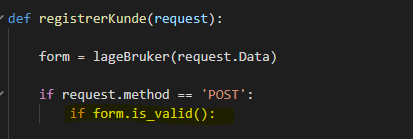 def registrerKunde(request):
form = lageBruker(request.Data)
if request.method == 'POST':
if form.is_valid():